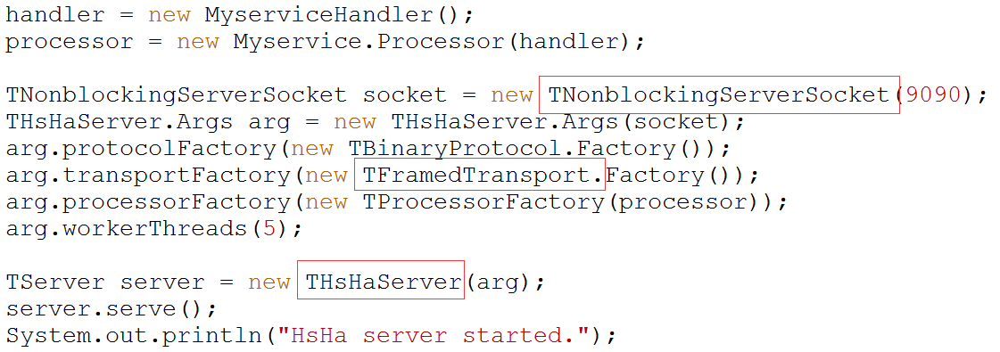 handler = new MyserviceHandler();
processor = new Myservice.Processor(handler);
TNonblockingServerSocket socket = new TNonblockingServerSocket(9090);
THsHaServer.Args arg = new THsHaServer.Args(socket);
arg.protocolFactory(new TBinaryProtocol.Factory());
arg.transportFactory(new TFramedTransport.Factory());
arg.processorFactory(new TProcessorFactory(processor));
arg.workerThreads(5);
TServer server = new THsHaServer(arg);
server.serve();
System.out.println("HsHa server started.");